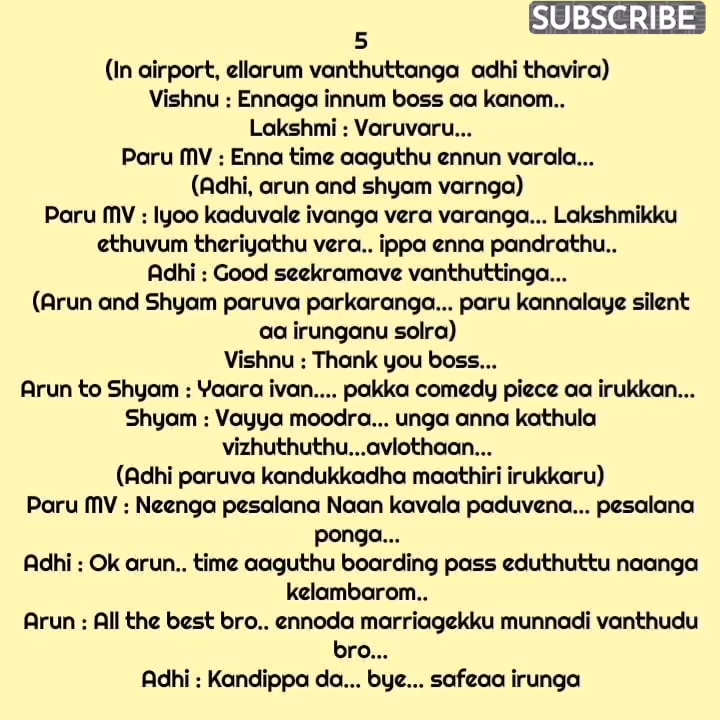 SUBSCRIBE
5
(In airport, ellarum vanthuttanga adhi thavira)
Vishnu : Ennaga innum boss aa kanom..
Lakshmi : Varuvaru...
Paru MV : Enna time aaguthu ennun varala...
(Adhi, arun and shyam varnga)
Paru MV : Iyoo kaduvale ivanga vera varanga... Lakshmikku
ethuvum theriyathu vera.. ippa enna pandrathu..
Adhi : Good seekramave vanthuttinga...
(Arun and Shyam paruva parkaranga... paru kannalaye silent
aa irunganu solra)
Vishnu : Thank you boss...
Arun to Shyam : Yaara ivan.... pakka comedy piece aa irukkan...
Shyam : Vayya moodra... unga anna kathula
vizhuthuthu...avlothaan...
(Adhi paruva kandukkadha maathiri irukkaru)
Paru MV : Neenga pesalana Naan kavala paduvena... pesalana
ponga...
Adhi : Ok arun.. time aaguthu boarding pass eduthuttu naanga
kelambarom..
Arun : All the best bro.. ennoda marriagekku munnadi vanthudu
bro...
Adhi : Kandippa da... bye... safeaa irunga